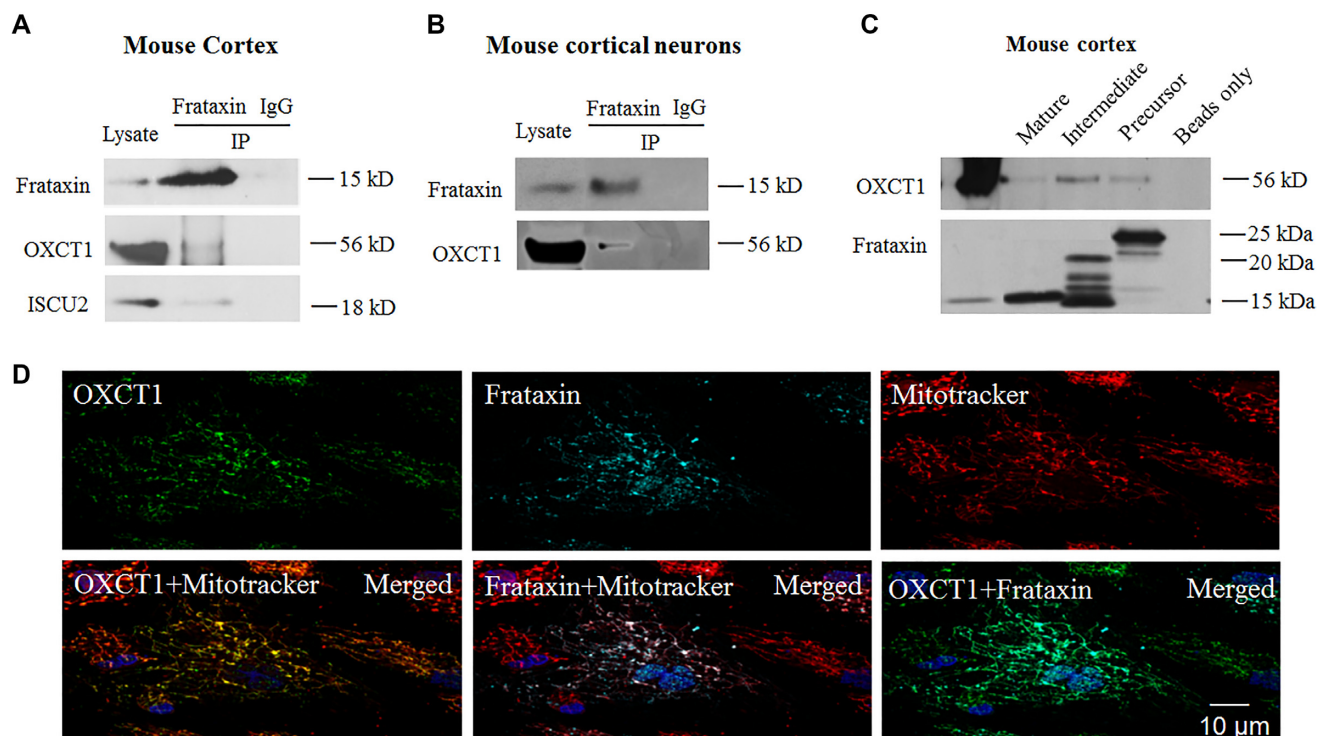 A
Mouse Cortex
Lysate
Frataxin IgG
IP
Frataxin
15 kD
OXCT1
56 kD
ISCU2
18 kD
B
Mouse cortical neurons
Lysate
Frataxin IgG
IP
Frataxin
15 kD
OXCT1
56 kD
C
Mouse cortex
Mature
Intermediate
Precursor
Beads only
OXCT1
56 kD
Frataxin
25 kDa
20 kDa
15 kDa
D
OXCT1
Frataxin
Mitotracker
OXCT1+Mitotracker Merged
Frataxin+Mitotracker Merged
OXCT1+Frataxin Merged
10 μm